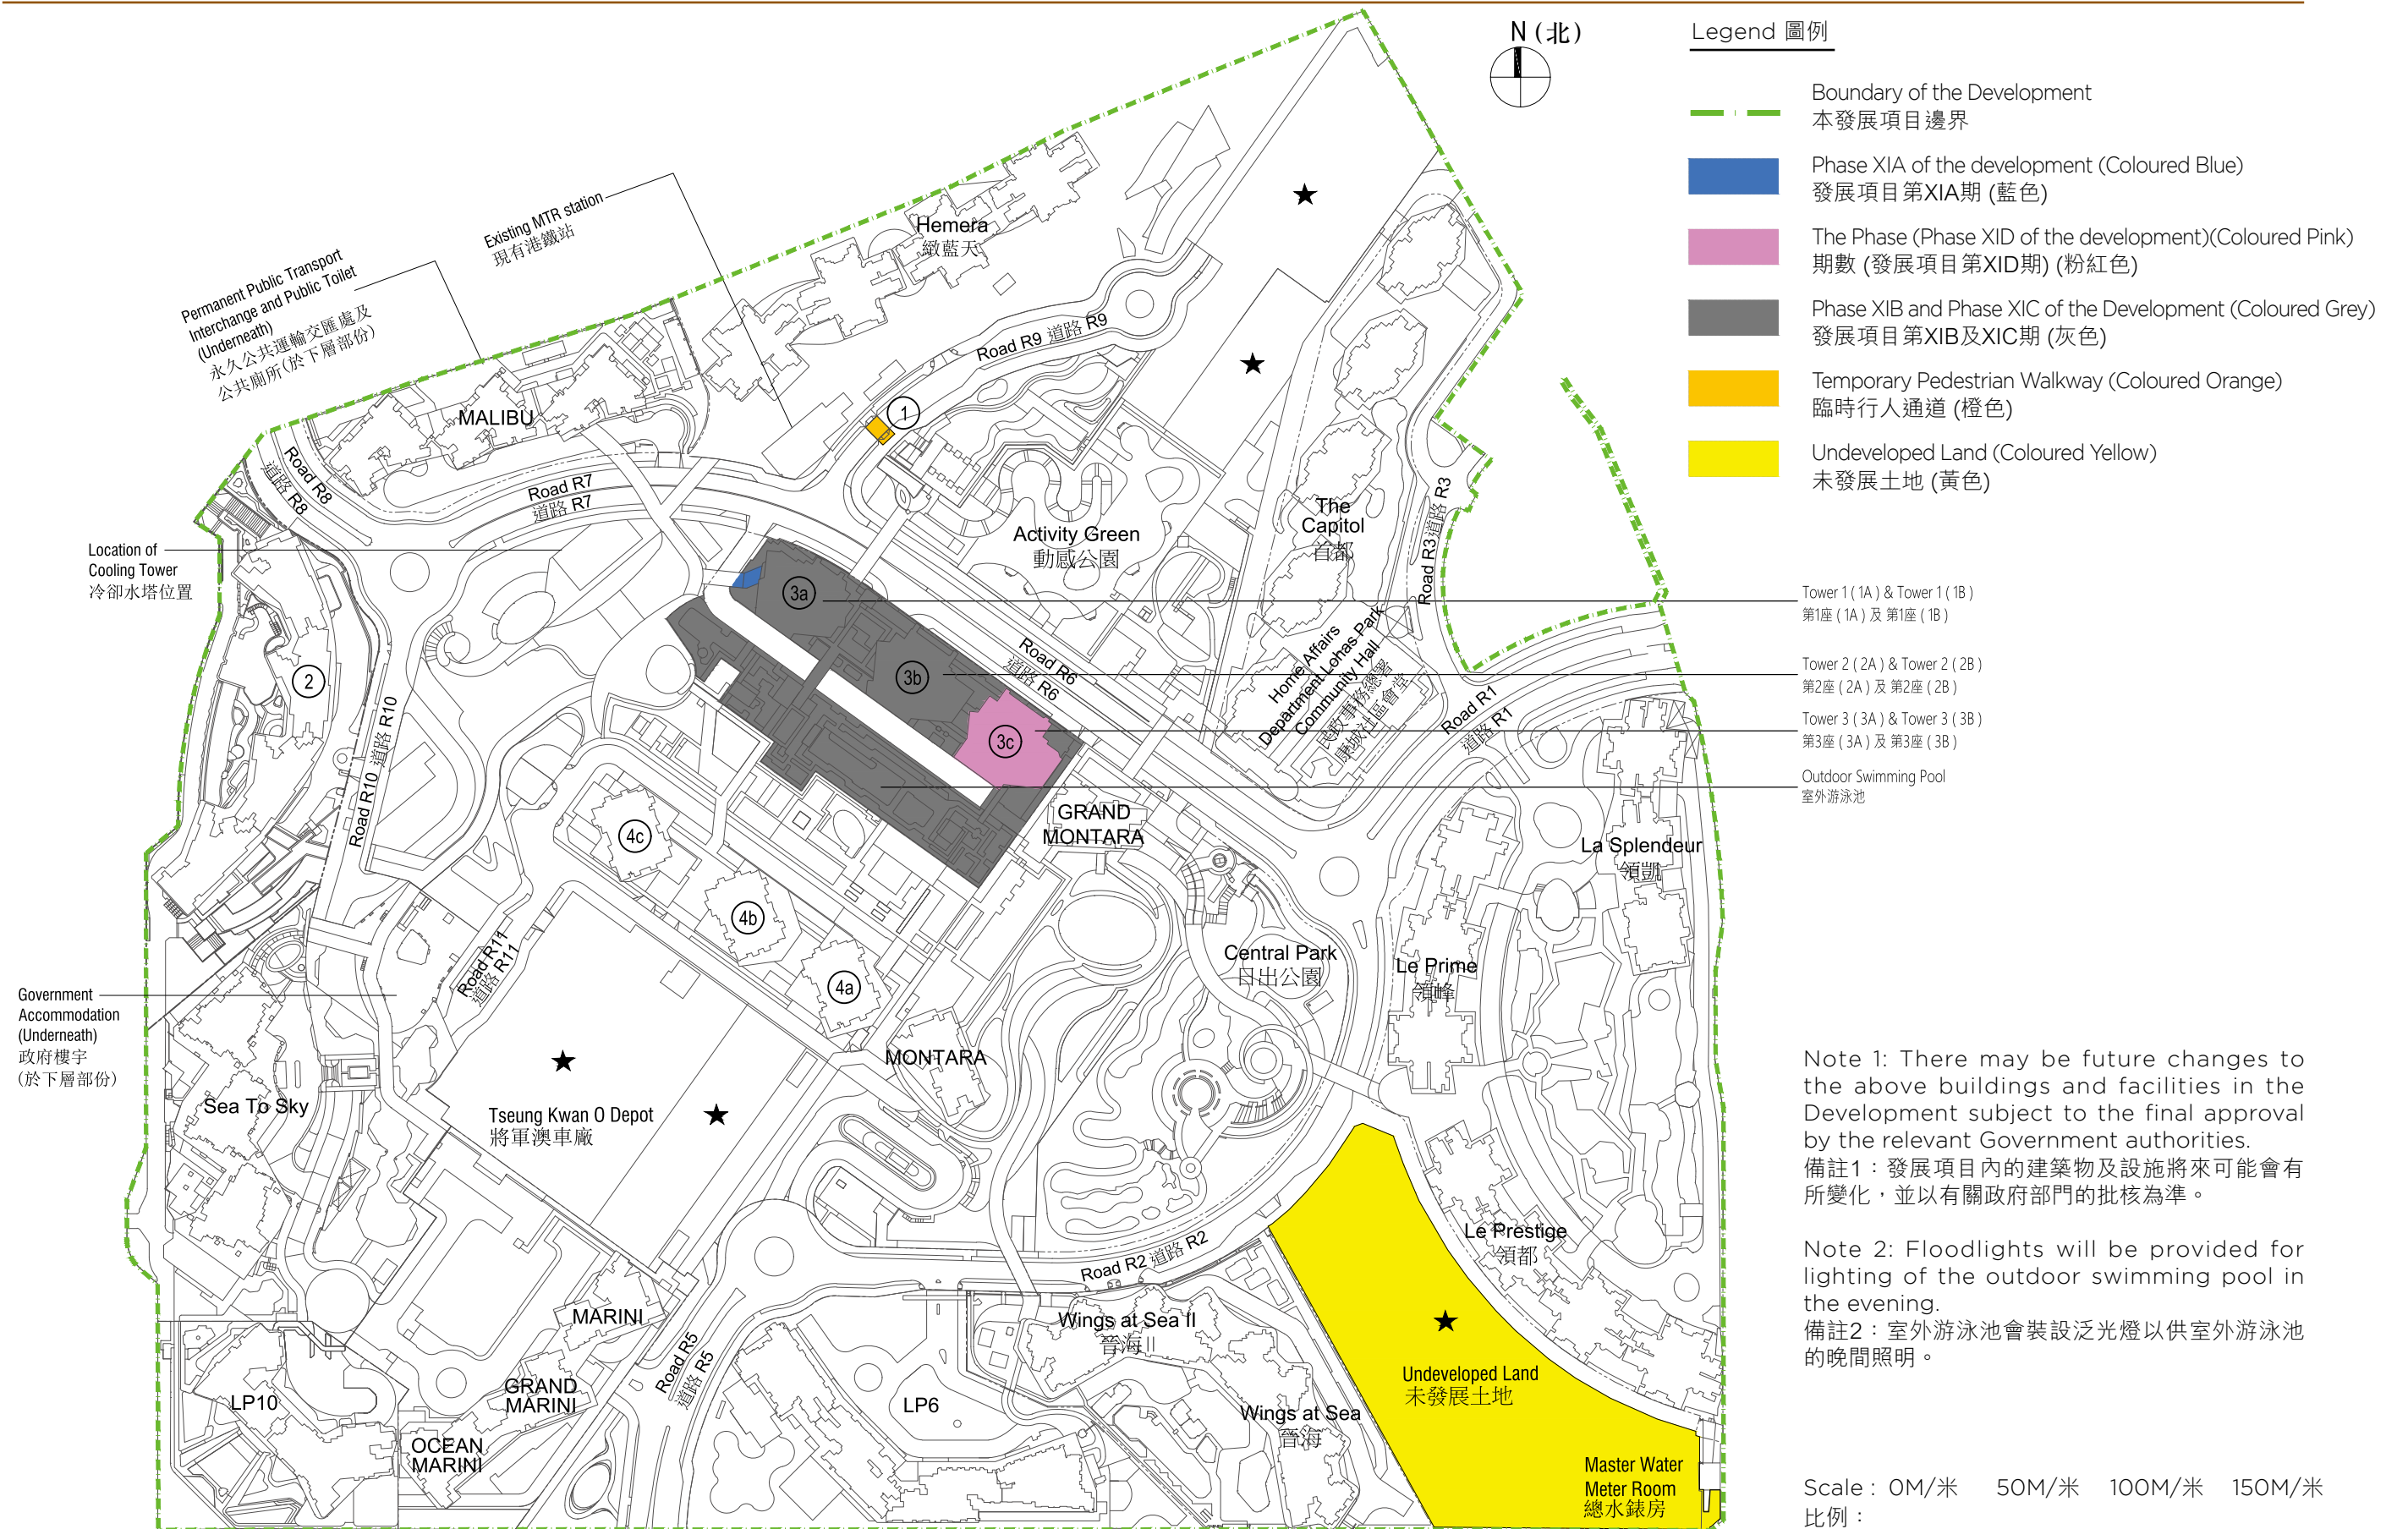 N (北)
Legend 圖例
Boundary of the Development
本發展項目邊界
Phase XIA of the development (Coloured Blue)
發展項目第XIA期 (藍色)
The Phase (Phase XID of the development)(Coloured Pink)
期數 (發展項目第XID期) (粉紅色)
Phase XIB and Phase XIC of the Development (Coloured Grey)
發展項目第XIB及XIC期 (灰色)
Temporary Pedestrian Walkway (Coloured Orange)
臨時行人通道 (橙色)
Undeveloped Land (Coloured Yellow)
未發展土地 (黃色)
Existing MTR station
現有港鐵站
Permanent Public Transport
Interchange and Public Toilet
(Underneath)
永久公共運輸交匯處及
公共廁所(於下層部份)
Hemera
緻藍天
Road R9 道路 R9
MALIBU
1
Road R8
道路 R8
Road R7
道路 R7
The
Capitol
首都
Road R3道路 R3
Activity Green
動感公園
Location of
Cooling Tower
冷卻水塔位置
3a
Tower 1 ( 1A ) & Tower 1 ( 1B )
第1座 ( 1A ) 及 第1座 ( 1B )
2
3b
Road R6
道路 R6
Home Affairs
Department Lohas Park
Community Hall
民政事務總署
康城社區會堂
Tower 2 ( 2A ) & Tower 2 ( 2B )
第2座 ( 2A ) 及 第2座 ( 2B )
Road R1
道路 R1
3c
Tower 3 ( 3A ) & Tower 3 ( 3B )
第3座 ( 3A ) 及 第3座 ( 3B )
Outdoor Swimming Pool
室外游泳池
Road R10 道路 R10
GRAND
MONTARA
4c
La Splendeur
領凱
4b
Central Park
日出公園
Le Prime
領峰
Road R11
道路 R11
4a
Government
Accommodation
(Underneath)
政府樓宇
(於下層部份)
MONTARA
Sea To Sky
Tseung Kwan O Depot
將軍澳車廠
Note 1: There may be future changes to
the above buildings and facilities in the
Development subject to the final approval
by the relevant Government authorities.
備註1：發展項目內的建築物及設施將來可能會有
所變化，並以有關政府部門的批核為準。
Note 2: Floodlights will be provided for
lighting of the outdoor swimming pool in
the evening.
備註2：室外游泳池會裝設泛光燈以供室外游泳池
的晚間照明。
Le Prestige
領都
Road R2 道路 R2
MARINI
Wings at Sea II
晉海 II
Road R5
道路 R5
Undeveloped Land
未發展土地
GRAND
MARINI
LP10
LP6
Wings at Sea
晉海
OCEAN
MARINI
Master Water
Meter Room
總水錶房
Scale : 0M/米 50M/米 100M/米 150M/米
比例：